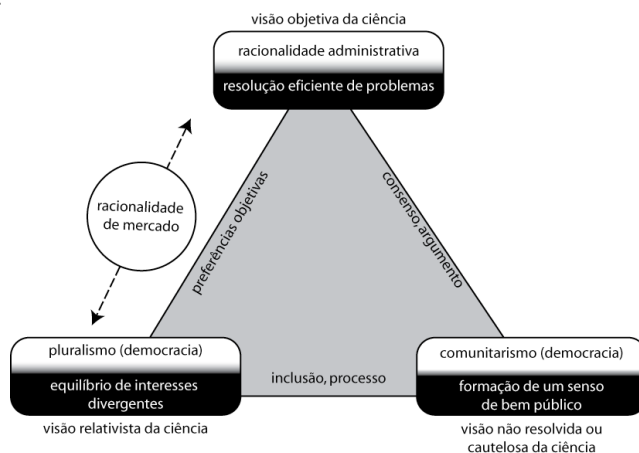 visão objetiva da ciência
racionalidade administrativa
resolução eficiente de problemas
racionalidade
de mercado
preferências objetivas
consenso, argumento
pluralismo (democracia)
equilíbrio de interesses
divergentes
visão relativista da ciência
inclusão, processo
comunitarismo (democracia)
formação de um senso
de bem público
visão não resolvida ou
cautelosa da ciência